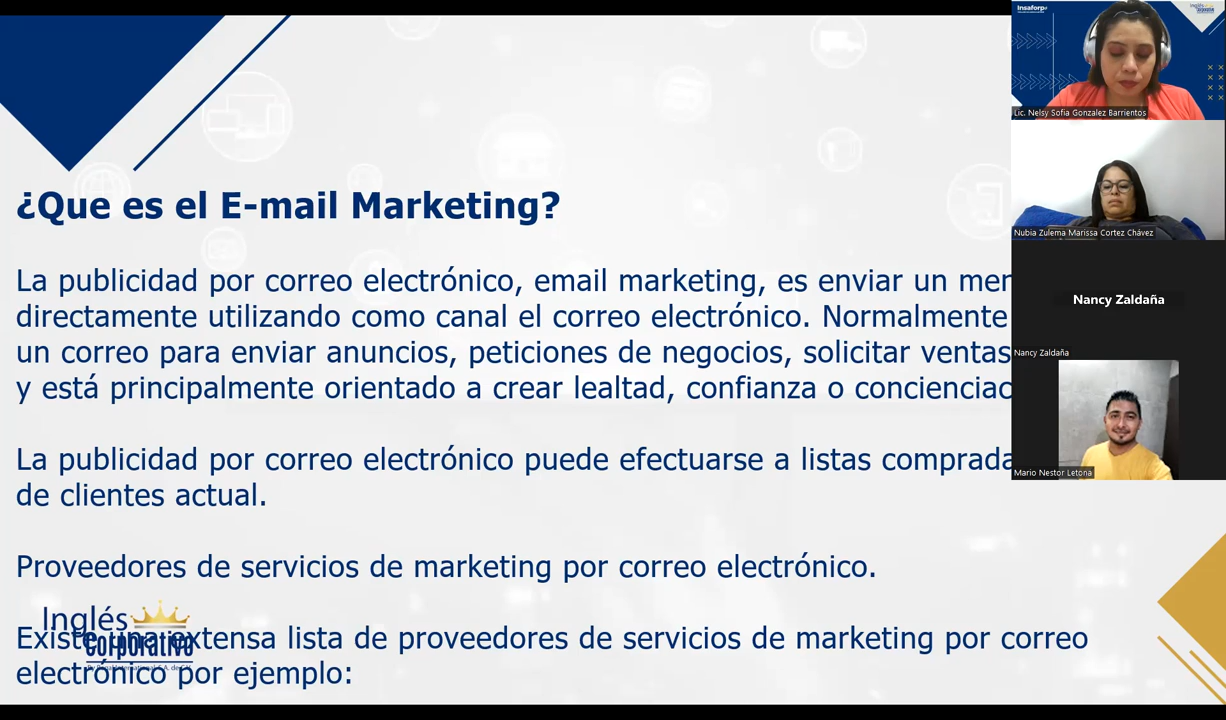 ¿Que es el E-mail Marketing?
La publicidad por correo electrónico, email marketing, es enviar un
directamente utilizando como canal el correo electrónico. Normalmente
un correo para enviar anuncios, peticiones de negocios, solicitar ventas
y está principalmente orientado a crear lealtad, confianza o
La publicidad por correo electrónico puede efectuarse a listas
de clientes actual.
Proveedores de servicios de marketing por correo electrónico.
Existe una extensa lista de proveedores de servicios de marketing por correo
electrónico por ejemplo:
Inglés
Corporativo
Insaforp
Lic. Nelsy Sofia Gonzalez Barrientos
Nubia Zulema Marissa Cortez Chávez
Nancy Zaldaña
Nancy Zaldaña
Mario Nestor Letona